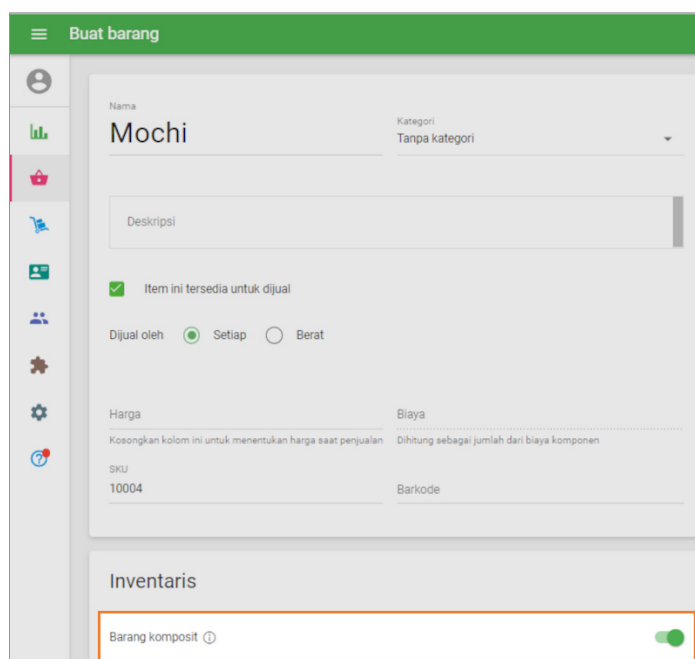 Buat barang
Nama
Mochi
Kategori
Tanpa kategori
Deskripsi
Item ini tersedia untuk dijual
Dijual oleh Setiap Berat
Harga
Biaya
Kosongkan kolom ini untuk menentukan harga saat penjualan
Dihitung sebagai jumlah dari biaya komponen
SKU
10004
Barkode
Inventaris
Barang komposit